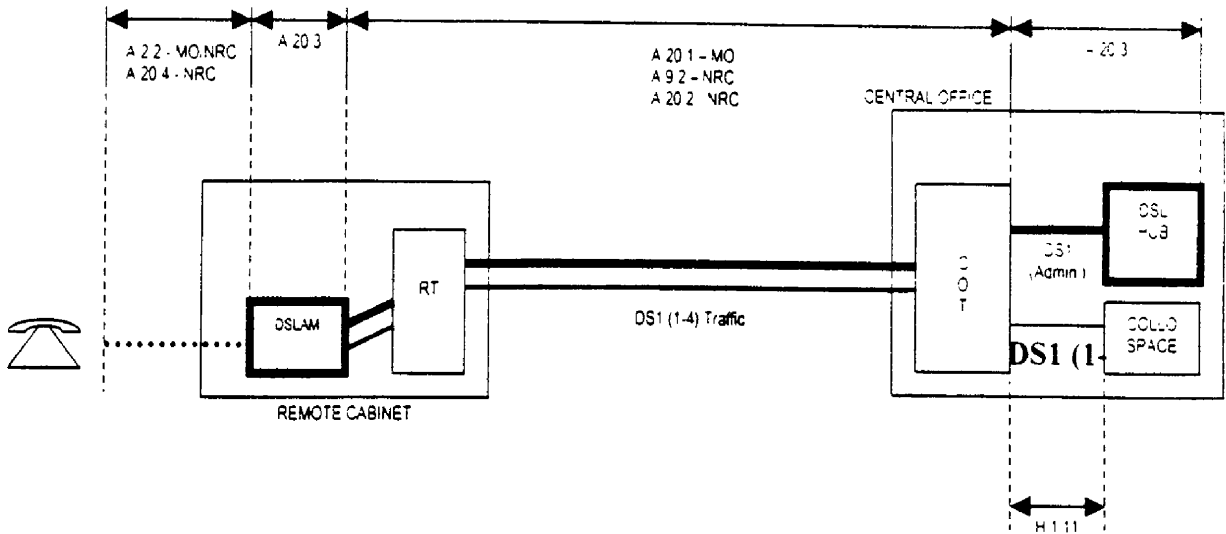 A 2.2 - MO/NRC
A 20.4 - NRC
A 20.3
A 20.1 – MO
A 9.2 – NRC
A 20.2 - NRC
20.3
CENTRAL OFFICE
DSL
HUB
RT
COT
DS1
(Admin.)
DSLAM
DS1 (1-4) Traffic
COLLO
SPACE
DS1 (1-
REMOTE CABINET
H.1.11